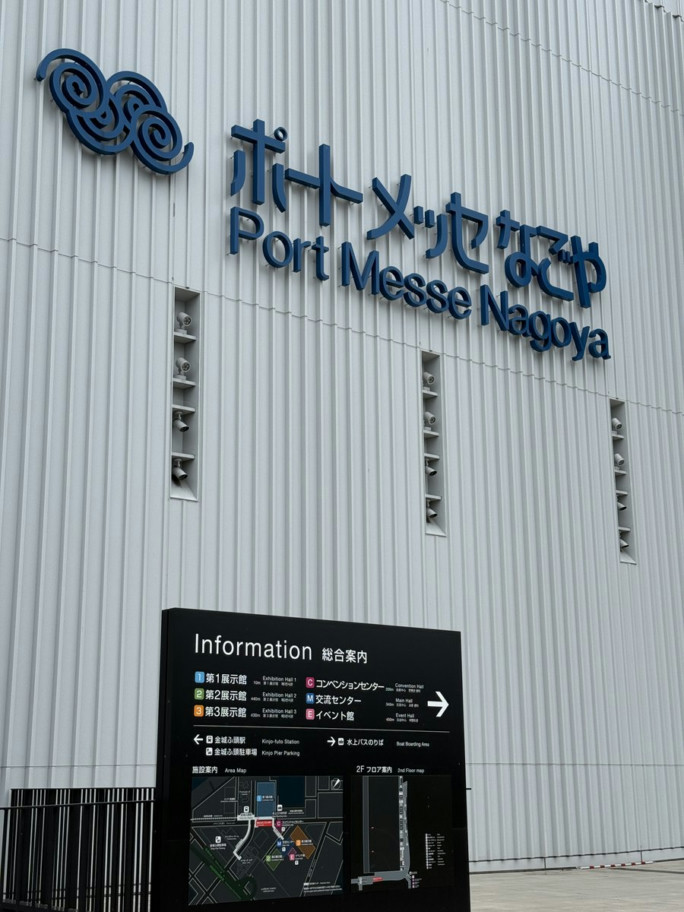 ポートメッセなごや
Port Messe Nagoya
Information 総合案内
1 第1展示館 Exhibition Hall 1
2 第2展示館 Exhibition Hall 2
3 第3展示館 Exhibition Hall 3
C コンベンションセンター Convention Hall
M 交流センター Main Hall
E イベント館 Event Hall
金城ふ頭駅 Kinjo-futo Station
金城ふ頭駐車場 Kinjo Pier Parking
水上バスのりば Boat Boarding Area
施設案内 Area Map
2F フロア案内 2nd Floor map